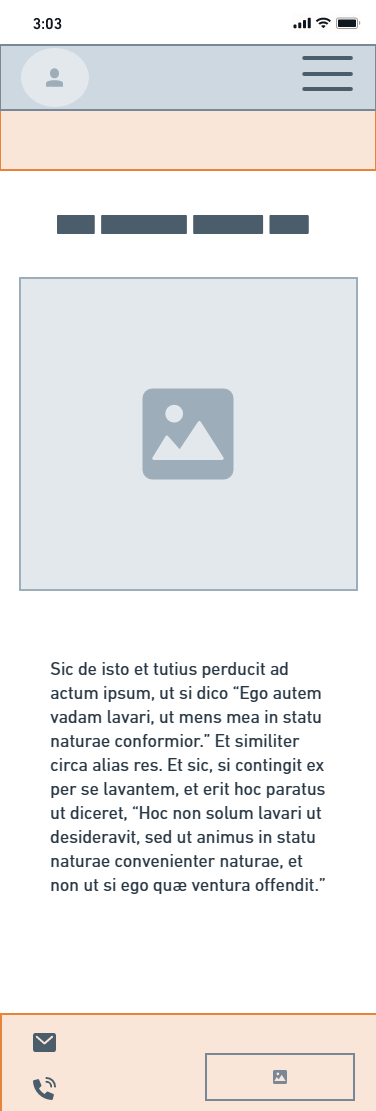 3:03
Sic de isto et tutius perducit ad
actum ipsum, ut si dico “Ego autem
vadam lavari, ut mens mea in statu
naturae conformior.” Et similiter
circa alias res. Et sic, si contingit ex
per se lavantem, et erit hoc paratus
ut diceret, “Hoc non solum lavari ut
desideravit, sed ut animus in statu
naturae convenienter naturae, et
non ut si ego quæ ventura offendit.”